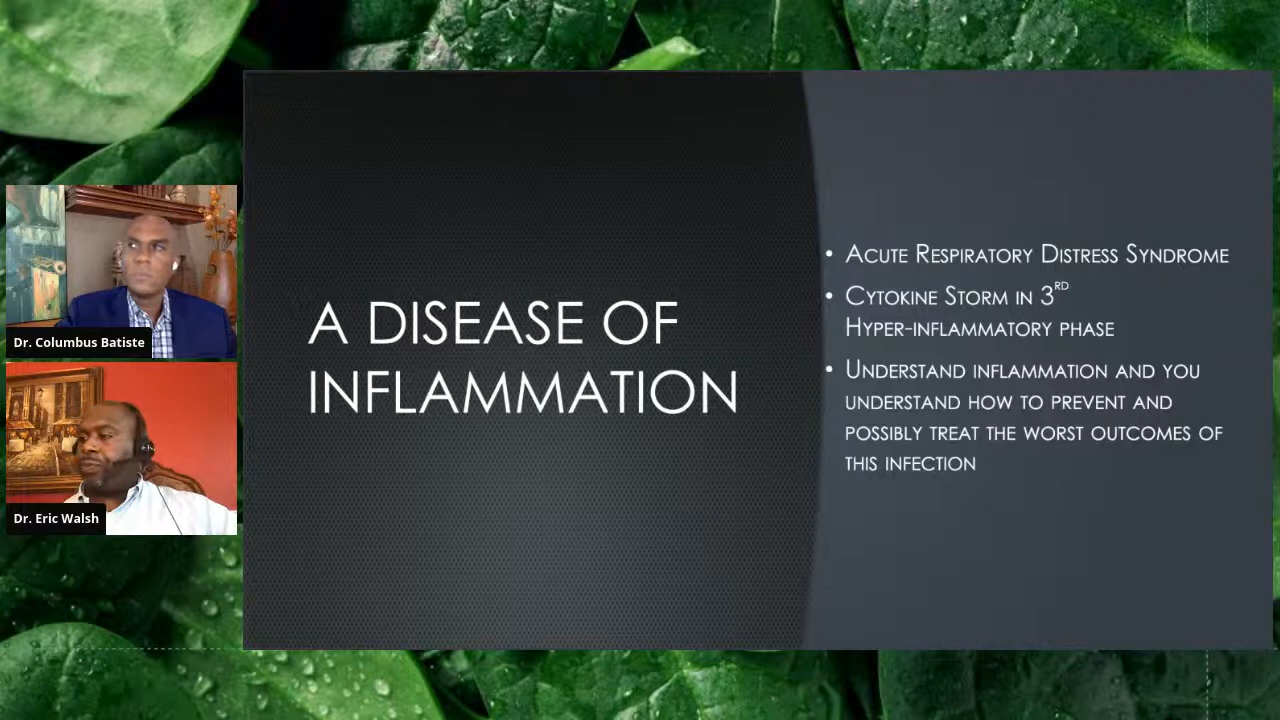 Dr. Columbus Batiste
Dr. Eric Walsh
A DISEASE OF
INFLAMMATION
• ACUTE RESPIRATORY DISTRESS SYNDROME
• CYTOKINE STORM IN 3RD
HYPER-INFLAMMATORY PHASE
• UNDERSTAND INFLAMMATION AND YOU
UNDERSTAND HOW TO PREVENT AND
POSSIBLY TREAT THE WORST OUTCOMES OF
THIS INFECTION